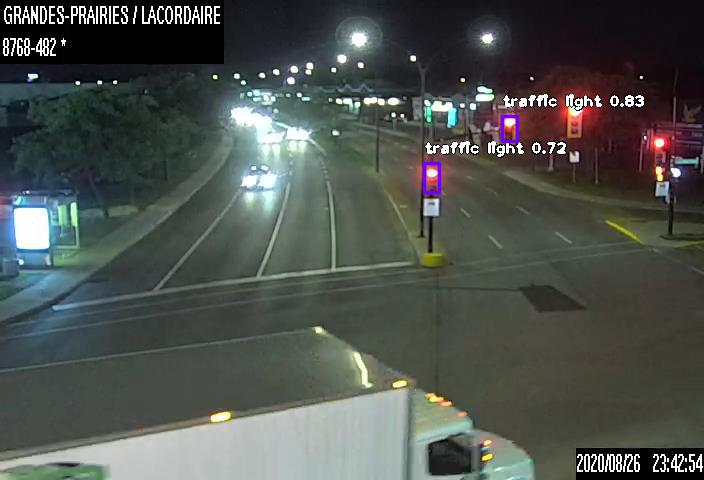 GRANDES-PRAIRIES / LACORDAIRE
8768-482 *
traffic light 0.83
traffic light 0.72
2020/08/26 23:42:54